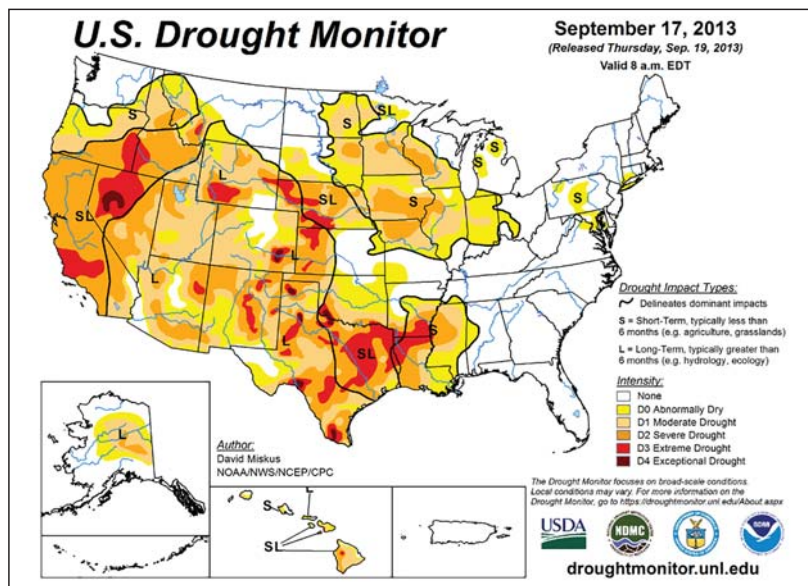 U.S. Drought Monitor
September 17, 2013
(Released Thursday, Sep. 19, 2013)
Valid 8 a.m. EDT
S
SL
S
S
S
L
SL
S
S
SL
L
L
S
L
SL
L
Drought Impact Types:
Delineates dominant impacts
S = Short-Term, typically less than
6 months (e.g. agriculture, grasslands)
L = Long-Term, typically greater than
6 months (e.g. hydrology, ecology)
Intensity:
None
D0 Abnormally Dry
D1 Moderate Drought
D2 Severe Drought
D3 Extreme Drought
D4 Exceptional Drought
Author:
David Miskus
NOAA/NWS/NCEP/CPC
L
S
SL
The Drought Monitor focuses on broad-scale conditions.
Local conditions may vary. For more information on the
Drought Monitor, go to https://droughtmonitor.unl.edu/About.aspx
USDA
NDMC
NOAA
droughtmonitor.unl.edu